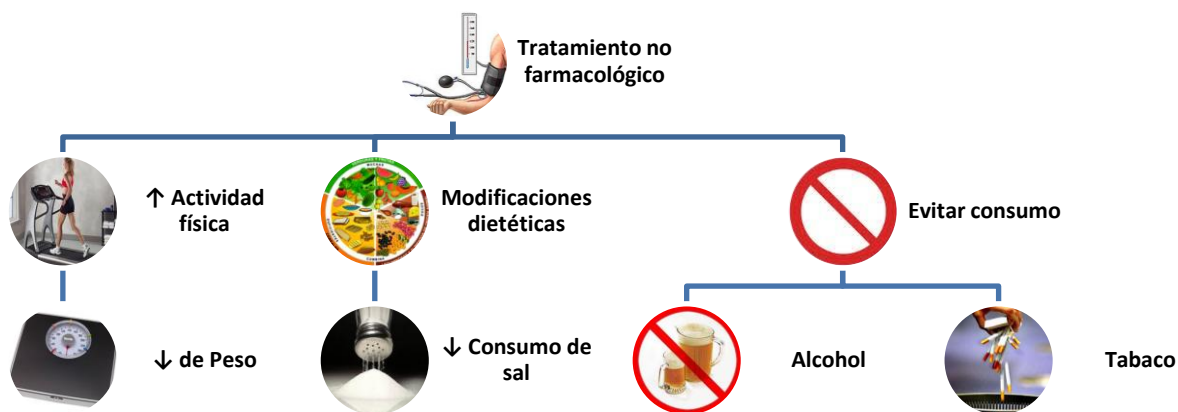 Tratamiento no
farmacológico
↑ Actividad
física
Modificaciones
dietéticas
Evitar consumo
↓ de Peso
↓ Consumo de
sal
Alcohol
Tabaco